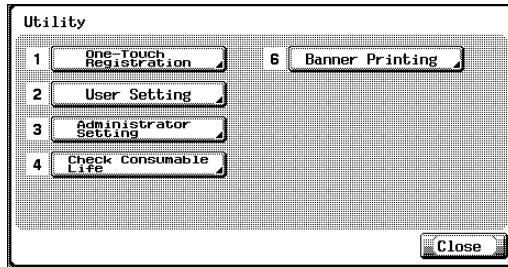 Utility
1 One-Touch
Registration
6 Banner Printing
2 User Setting
3 Administrator
Setting
4 Check Consumable
Life
Close